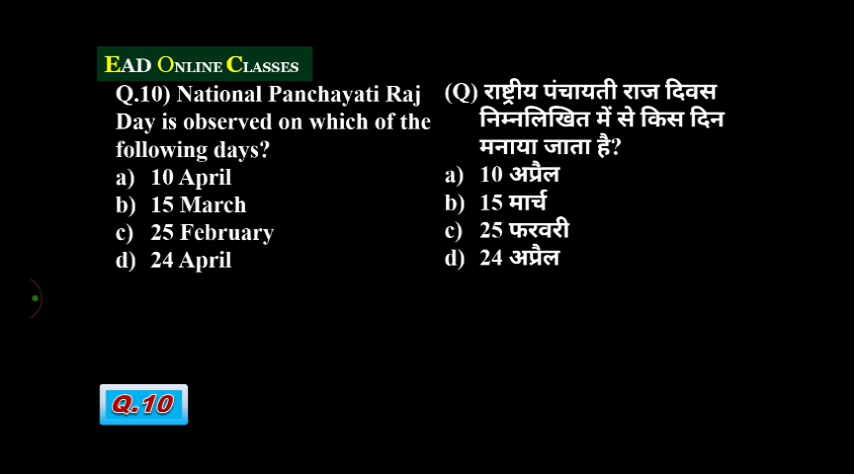 EAD ONLINE CLASSES
Q.10) National Panchayati Raj
Day is observed on which of the
following days?
a) 10 April
b) 15 March
c) 25 February
d) 24 April
(Q) राष्ट्रीय पंचायती राज दिवस
निम्नलिखित में से किस दिन
मनाया जाता है?
a) 10 अप्रैल
b) 15 मार्च
c) 25 फरवरी
d) 24 अप्रैल
Q.10